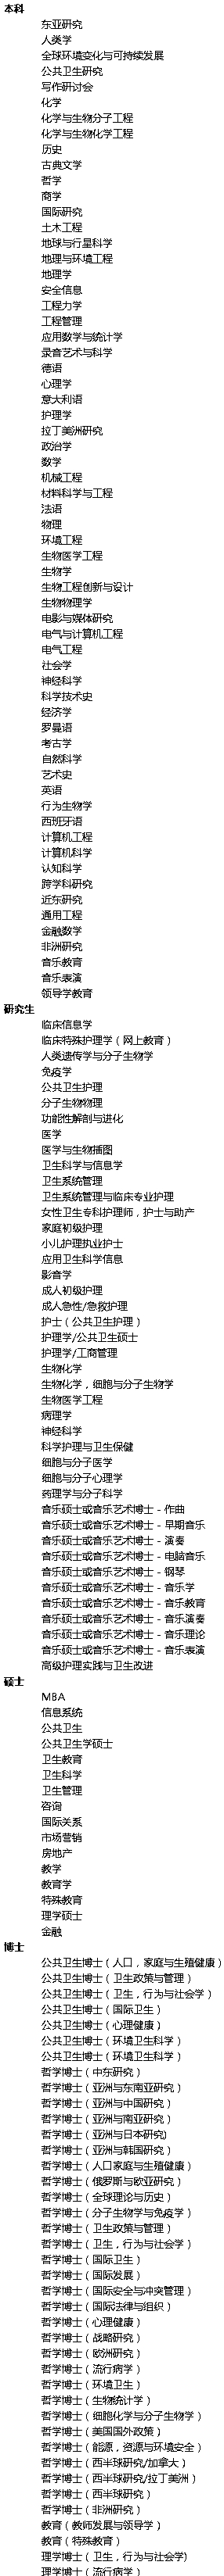 本科
东亚研究
人类学
全球环境变化与可持续发展
公共卫生研究
写作研讨会
化学
化学与生物分子工程
化学与生物化学工程
历史
古典文学
哲学
商学
国际研究
土木工程
地球与行星科学
地理与环境工程
地理学
安全信息
工程力学
工程管理
应用数学与统计学
录音艺术与科学
德语
心理学
意大利语
护理学
拉丁美洲研究
政治学
数学
机械工程
材料科学与工程
法语
物理
环境工程
生物医学工程
生物学
生物工程创新与设计
生物物理学
电影与媒体研究
电气与计算机工程
电气工程
社会学
神经科学
科学技术史
经济学
罗曼语
考古学
自然科学
艺术史
英语
行为生物学
西班牙语
计算机工程
计算机科学
认知科学
跨学科研究
近东研究
通用工程
金融数学
非洲研究
音乐教育
音乐表演
领导学教育
研究生
临床信息学
临床特殊护理学（网上教育）
人类遗传学与分子生物学
免疫学
公共卫生护理
分子生物物理
功能性解剖与进化
医学
医学与生物插图
卫生科学与信息学
卫生系统管理
卫生系统管理与临床专业护理
女性卫生专科护理师，护士与助产
家庭初级护理
小儿护理执业护士
应用卫生科学信息
影音学
成人初级护理
成人急性/急救护理
护士（公共卫生护理）
护理学/公共卫生硕士
护理学/工商管理
生物化学
生物化学，细胞与分子生物学
生物医学工程
病理学
神经科学
科学护理与卫生保健
细胞与分子医学
细胞与分子心理学
药理学与分子科学
音乐硕士或音乐艺术博士 - 作曲
音乐硕士或音乐艺术博士 - 早期音乐
音乐硕士或音乐艺术博士 - 演奏
音乐硕士或音乐艺术博士 - 电脑音乐
音乐硕士或音乐艺术博士 - 钢琴
音乐硕士或音乐艺术博士 - 音乐学
音乐硕士或音乐艺术博士 - 音乐教育
音乐硕士或音乐艺术博士 - 音乐演奏
音乐硕士或音乐艺术博士 - 音乐理论
音乐硕士或音乐艺术博士 - 音乐表演
高级护理实践与卫生改进
硕士
MBA
信息系统
公共卫生
公共卫生学硕士
卫生教育
卫生科学
卫生管理
咨询
国际关系
市场营销
房地产
教学
教育学
特殊教育
理学硕士
金融
博士
公共卫生博士（人口，家庭与生殖健康）
公共卫生博士（卫生政策与管理）
公共卫生博士（卫生，行为与社会学）
公共卫生博士（国际卫生）
公共卫生博士（心理健康）
公共卫生博士（环境卫生科学）
公共卫生博士（环境卫生科学）
哲学博士（中东研究）
哲学博士（亚洲与东南亚研究）
哲学博士（亚洲与中国研究）
哲学博士（亚洲与南亚研究）
哲学博士（亚洲与日本研究)
哲学博士（亚洲与韩国研究）
哲学博士（人口家庭与生殖健康）
哲学博士（俄罗斯与欧亚研究）
哲学博士（全球理论与历史）
哲学博士（分子生物学与免疫学）
哲学博士（卫生政策与管理）
哲学博士（卫生，行为与社会学）
哲学博士（国际卫生）
哲学博士（国际发展）
哲学博士（国际安全与冲突管理）
哲学博士（国际法律与组织）
哲学博士（心理健康）
哲学博士（战略研究）
哲学博士（欧洲研究）
哲学博士（流行病学）
哲学博士（环境卫生）
哲学博士（生物统计学）
哲学博士（细胞化学与分子生物学）
哲学博士（美国国外政策）
哲学博士（能源，资源与环境安全）
哲学博士（西半球研究/加拿大）
哲学博士（西半球研究/拉丁美洲）
哲学博士（西半球研究）
哲学博士（非洲研究）
教育（教师发展与领导学）
教育（特殊教育）
理学博士（卫生，行为与社会学)
理学博士（流行病学）